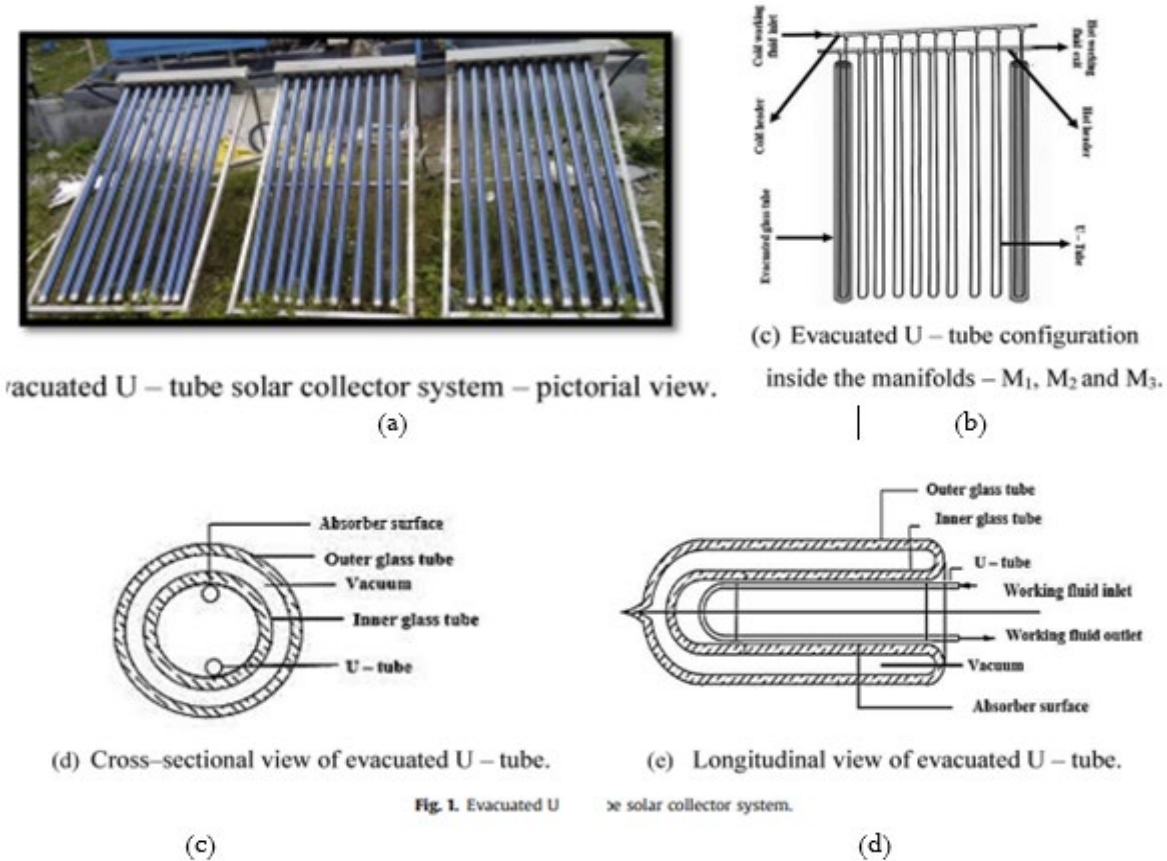 Cold working
fluid inlet
Hot working
fluid exit
Cold header
Hot header
Evacuated glass tube
U – Tube
(c) Evacuated U – tube configuration
inside the manifolds – M₁, M₂ and M₃.
vacuated U – tube solar collector system – pictorial view.
(a)
(b)
Absorber surface
Outer glass tube
Vacuum
Inner glass tube
U – tube
(d) Cross–sectional view of evacuated U – tube.
Outer glass tube
Inner glass tube
U – tube
Working fluid inlet
Working fluid outlet
Vacuum
Absorber surface
(e) Longitudinal view of evacuated U – tube.
Fig. 1. Evacuated U be solar collector system.
(c)
(d)